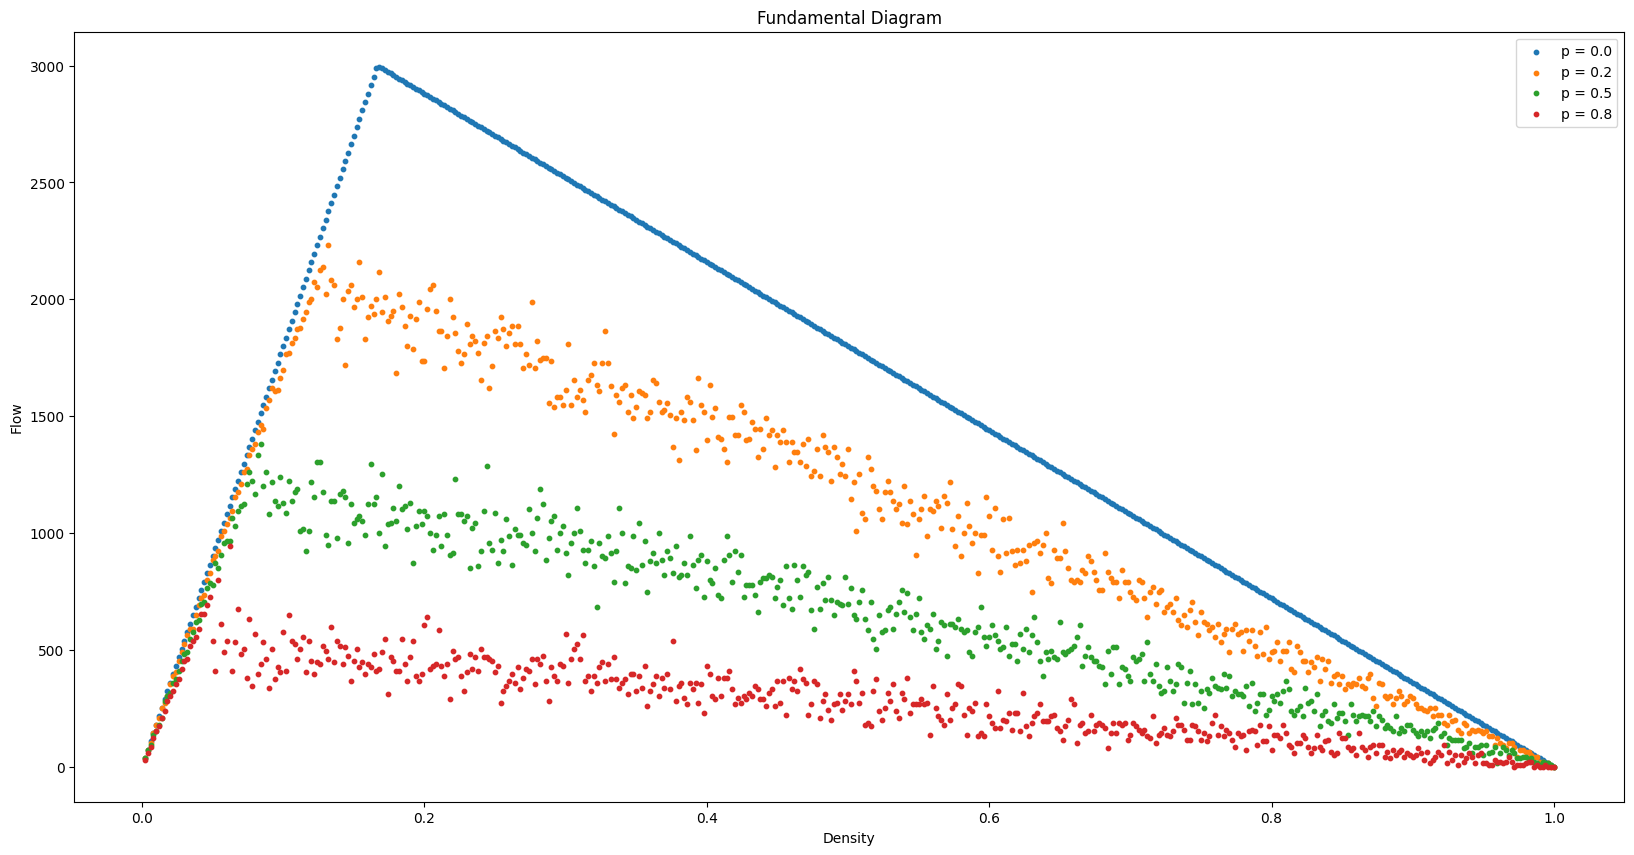 Fundamental Diagram
p = 0.0
p = 0.2
p = 0.5
p = 0.8
Flow
3000
2500
2000
1500
1000
500
0
0.0
0.2
0.4
0.6
0.8
1.0
Density